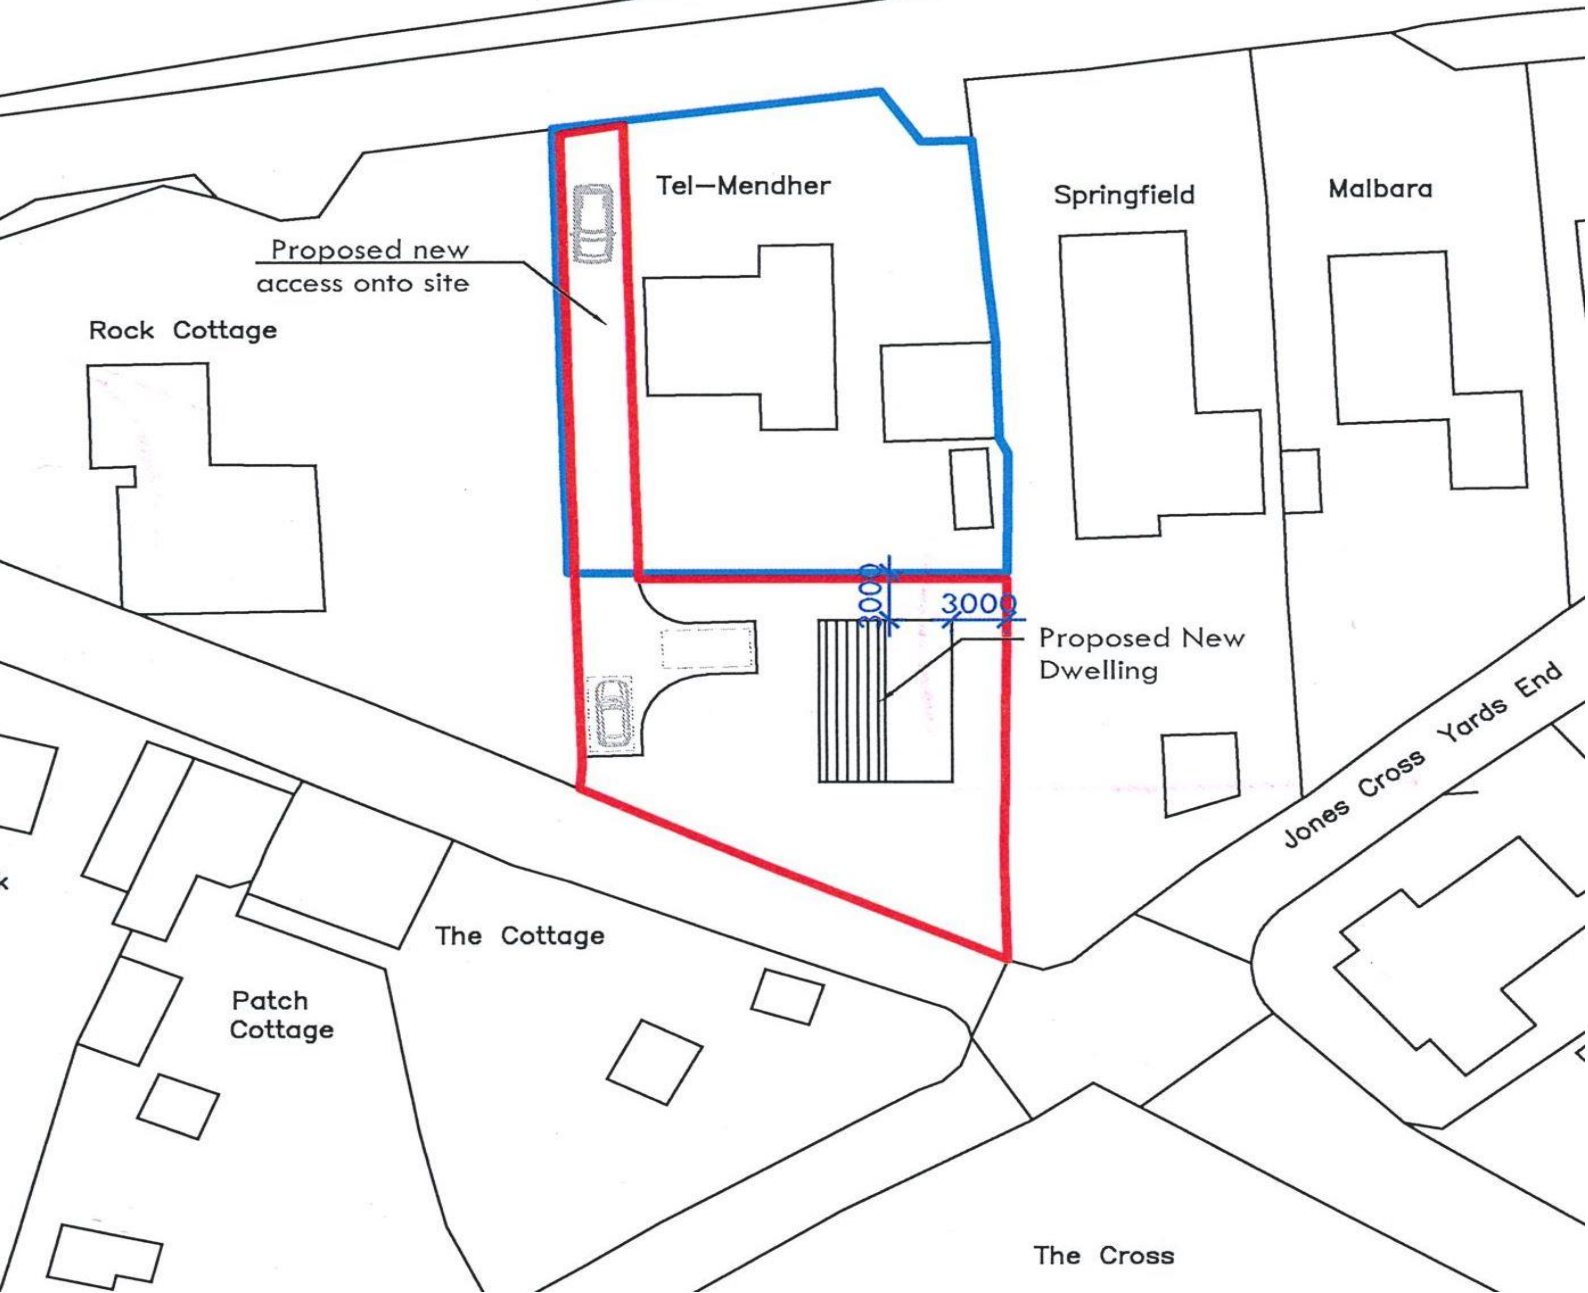 Tel-Mendher
Springfield
Malbara
Proposed new
access onto site
Rock Cottage
3000
3000
Proposed New
Dwelling
Jones Cross Yards End
The Cottage
Patch
Cottage
The Cross